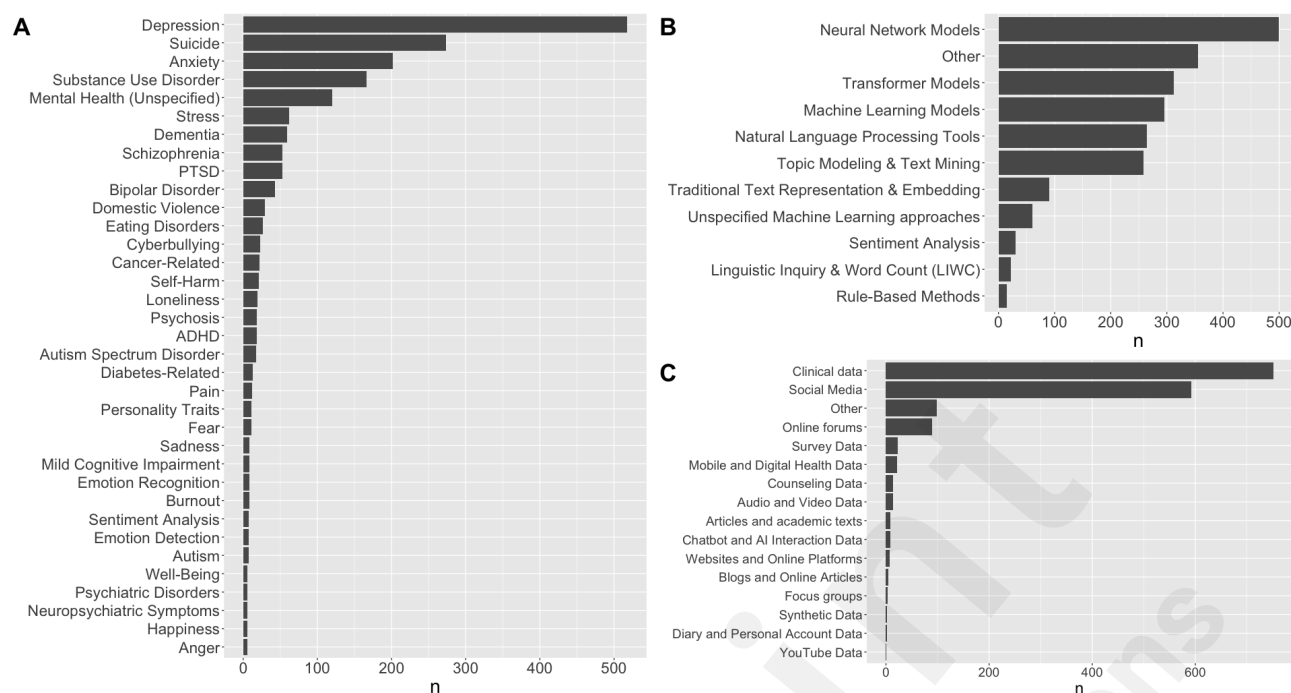 A
Depression
Suicide
Anxiety
Substance Use Disorder
Mental Health (Unspecified)
Stress
Dementia
Schizophrenia
PTSD
Bipolar Disorder
Domestic Violence
Eating Disorders
Cyberbullying
Cancer-Related
Self-Harm
Loneliness
Psychosis
ADHD
Autism Spectrum Disorder
Diabetes-Related
Pain
Personality Traits
Fear
Sadness
Mild Cognitive Impairment
Emotion Recognition
Burnout
Sentiment Analysis
Emotion Detection
Autism
Well-Being
Psychiatric Disorders
Neuropsychiatric Symptoms
Happiness
Anger
0 100 200 300 400 500
n
B
Neural Network Models
Other
Transformer Models
Machine Learning Models
Natural Language Processing Tools
Topic Modeling & Text Mining
Traditional Text Representation & Embedding
Unspecified Machine Learning approaches
Sentiment Analysis
Linguistic Inquiry & Word Count (LIWC)
Rule-Based Methods
0 100 200 300 400 500
n
C
Clinical data
Social Media
Other
Online forums
Survey Data
Mobile and Digital Health Data
Counseling Data
Audio and Video Data
Articles and academic texts
Chatbot and AI Interaction Data
Websites and Online Platforms
Blogs and Online Articles
Focus groups
Synthetic Data
Diary and Personal Account Data
YouTube Data
0 200 400 600
n